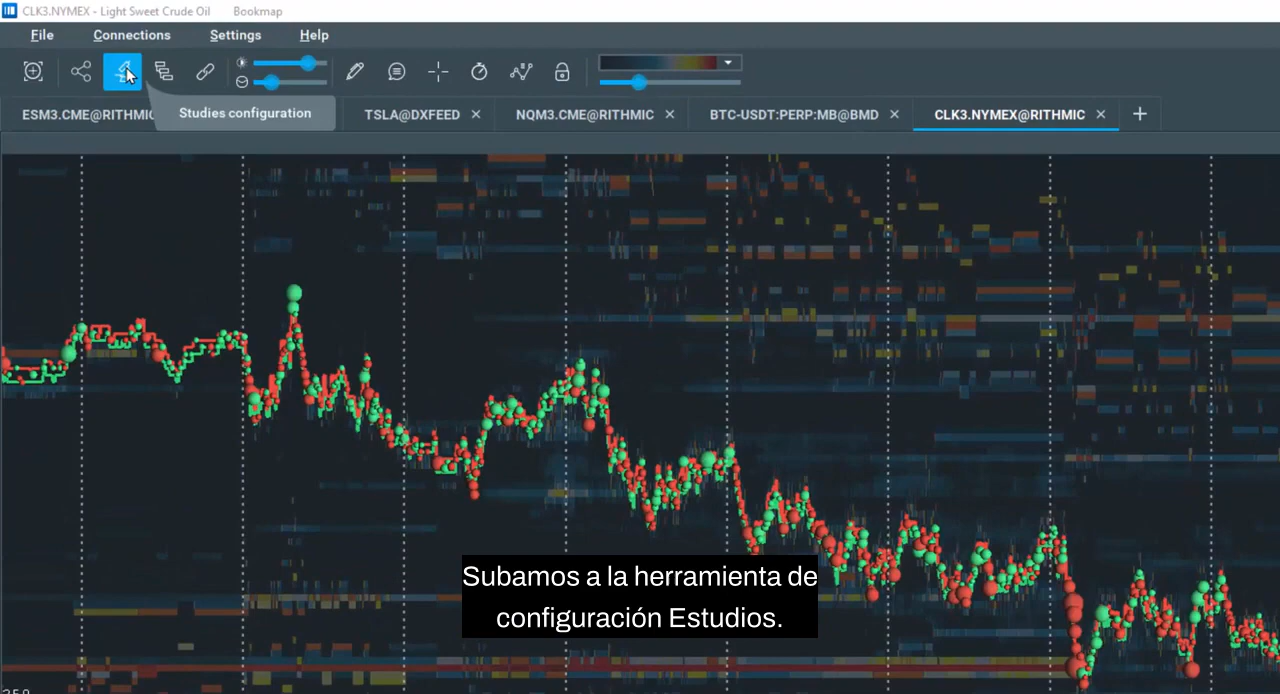 CLK3.NYMEX - Light Sweet Crude Oil Bookmap
File Connections Settings Help
Studies configuration
ESM3.CME@RITHMIC TSLA@DXFEED NQM3.CME@RITHMIC BTC-USDT:PERP:MB@BMD CLK3.NYMEX@RITHMIC
Subamos a la herramienta de
configuración Estudios.